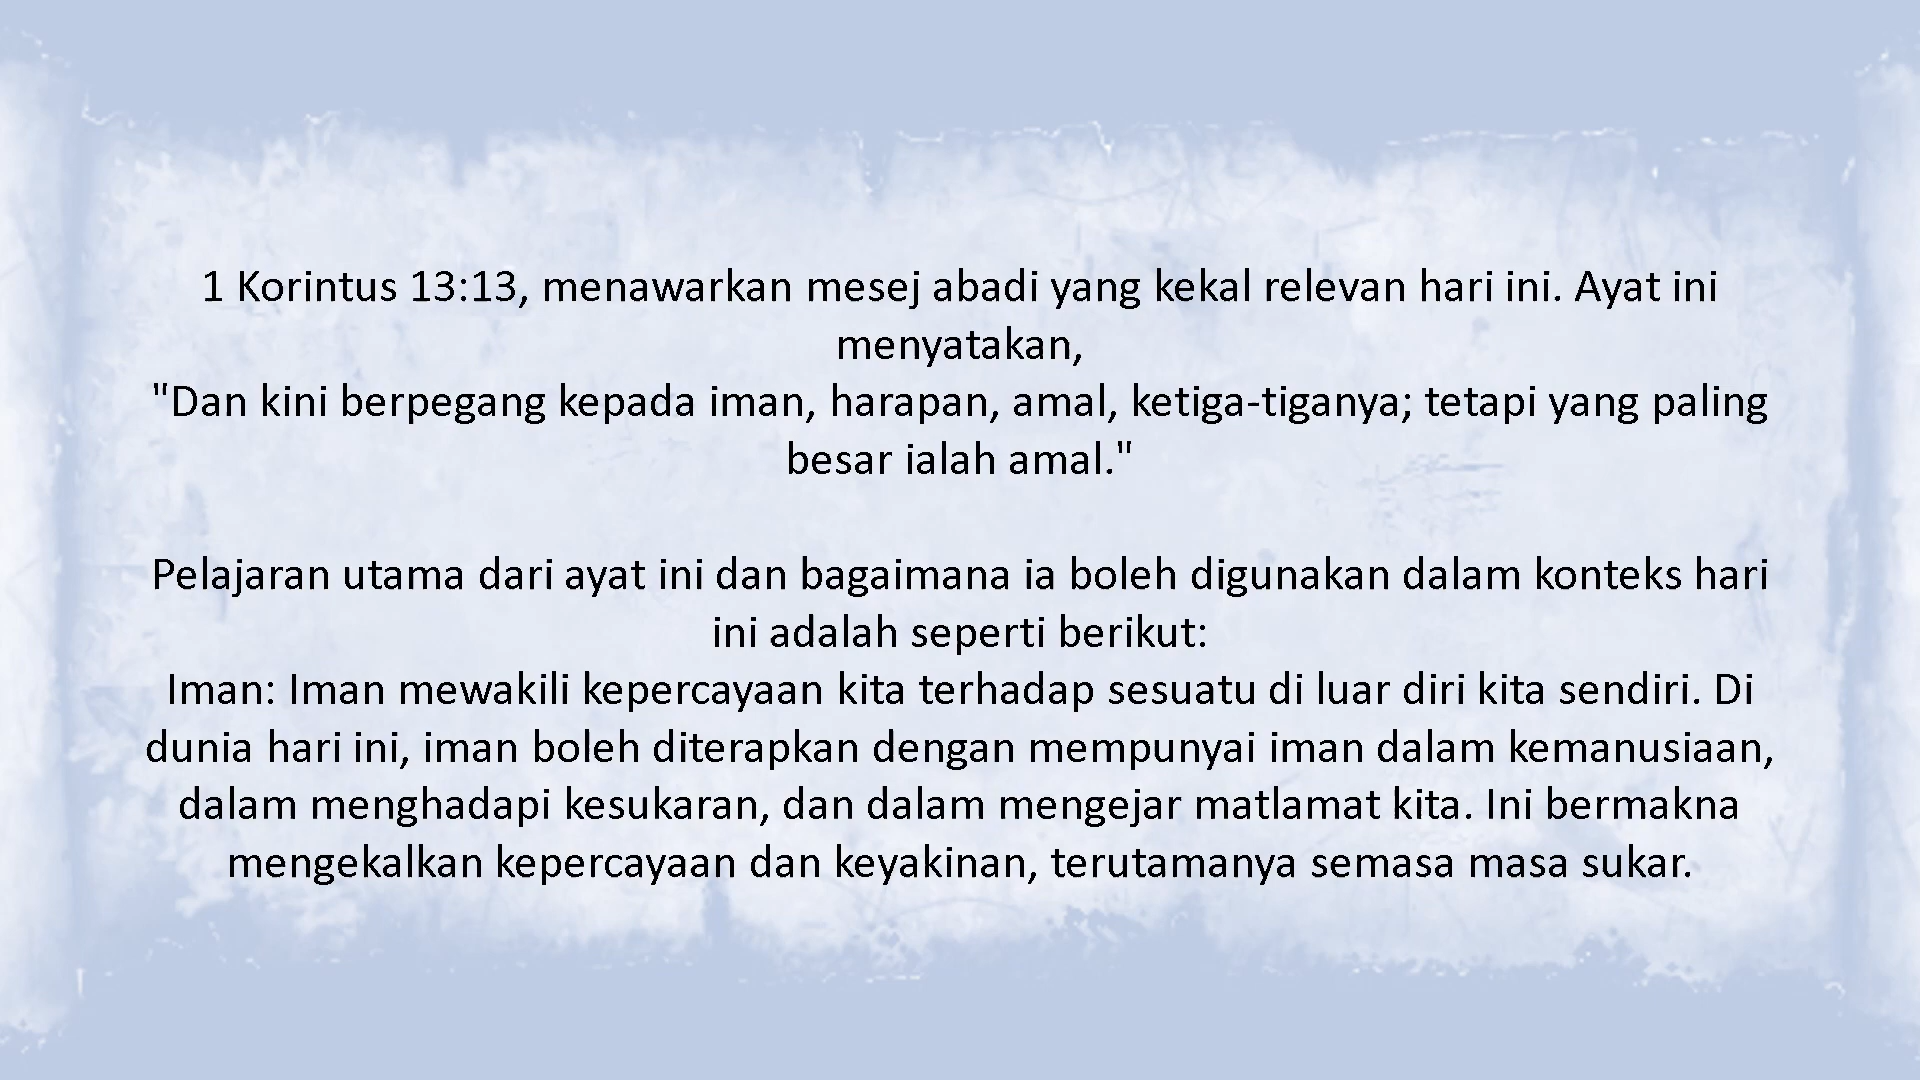 1 Korintus 13:13, menawarkan mesej abadi yang kekal relevan hari ini. Ayat ini
menyatakan,
"Dan kini berpegang kepada iman, harapan, amal, ketiga-tiganya; tetapi yang paling
besar ialah amal."
Pelajaran utama dari ayat ini dan bagaimana ia boleh digunakan dalam konteks hari
ini adalah seperti berikut:
Iman: Iman mewakili kepercayaan kita terhadap sesuatu di luar diri kita sendiri. Di
dunia hari ini, iman boleh diterapkan dengan mempunyai iman dalam kemanusiaan,
dalam menghadapi kesukaran, dan dalam mengejar matlamat kita. Ini bermakna
mengekalkan kepercayaan dan keyakinan, terutamanya semasa masa sukar.